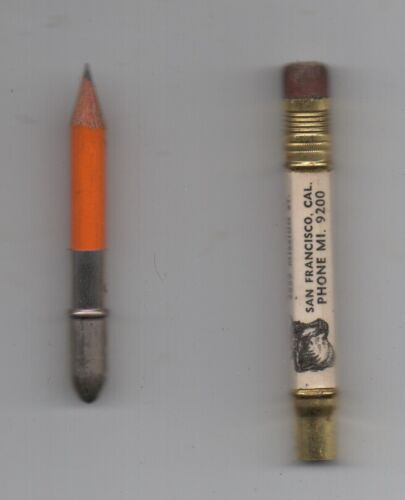 SAN FRANCISCO, CAL.
PHONE MI. 9200